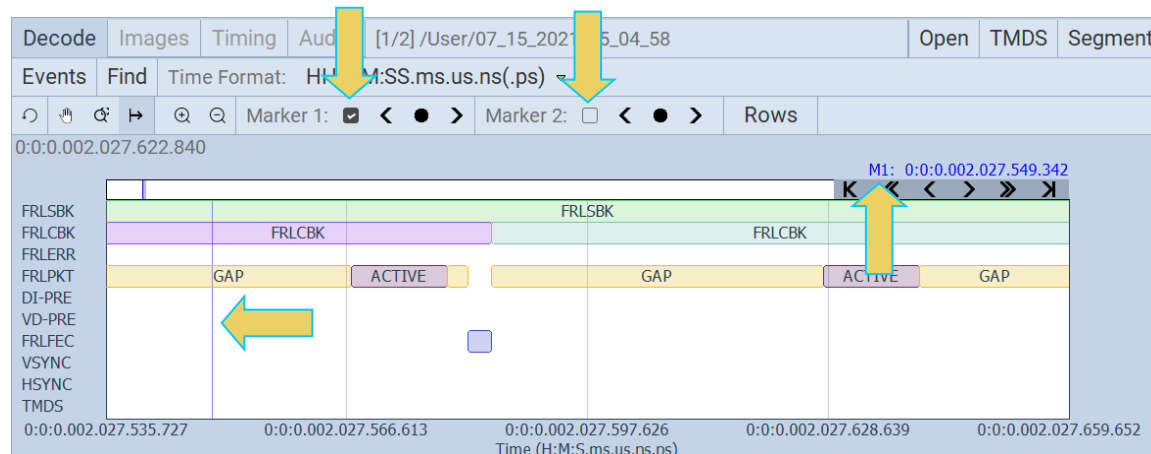 Decode Images Timing [1/2] /User/07_15_2021 5_04_58 Open TMDS Segment
Events Find Time Format: M:SS.ms.us.ns(.ps)
Marker 1: Marker 2: Rows
0:0:0.002.027.622.840
M1: 0:0:0.002.027.549.342
FRLSBK FRLSBK
FRLCBK FRLCBK FRLCBK
FRLERR
FRLPKT GAP ACTIVE GAP ACTIVE GAP
DI-PRE
VD-PRE
FRLFEC
VSYNC
HSYNC
TMDS
0:0:0.002.027.535.727 0:0:0.002.027.566.613 0:0:0.002.027.597.626 0:0:0.002.027.628.639 0:0:0.002.027.659.652
Time (H:M:S.ms.us.ns.ps)